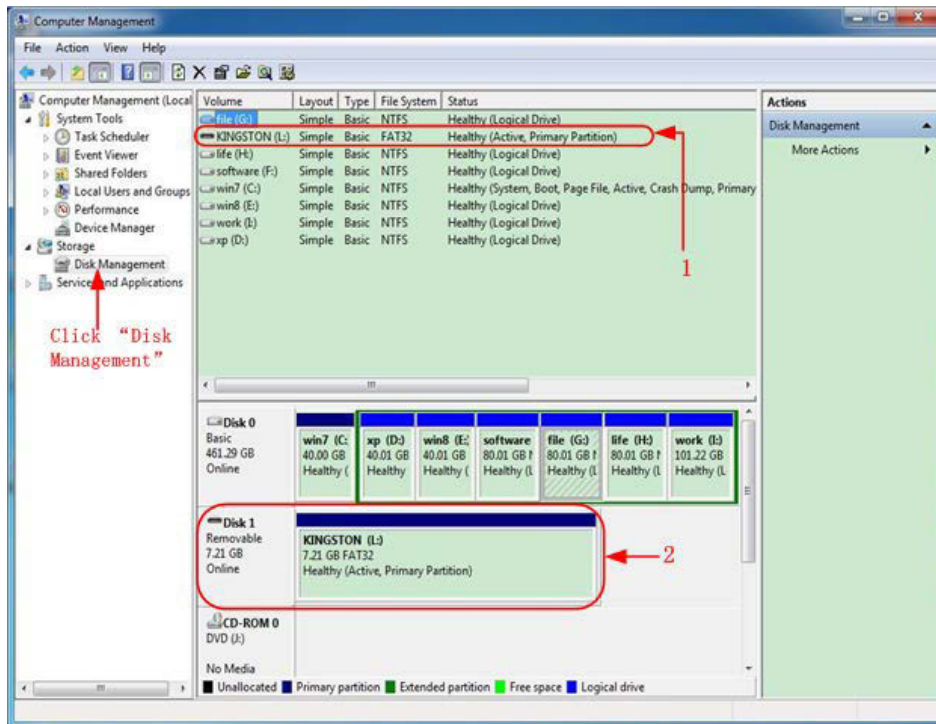 Computer Management
File Action View Help
Computer Management (Local
System Tools
Task Scheduler
Event Viewer
Shared Folders
Local Users and Groups
Performance
Device Manager
Storage
Disk Management
Services and Applications
Click “Disk
Management”
Volume Layout Type File System Status
file (G:) Simple Basic NTFS Healthy (Logical Drive)
KINGSTON (L:) Simple Basic FAT32 Healthy (Active, Primary Partition)
life (H:) Simple Basic NTFS Healthy (Logical Drive)
software (F:) Simple Basic NTFS Healthy (Logical Drive)
win7 (C:) Simple Basic NTFS Healthy (System, Boot, Page File, Active, Crash Dump, Primary
win8 (E:) Simple Basic NTFS Healthy (Logical Drive)
work (I:) Simple Basic NTFS Healthy (Logical Drive)
xp (D:) Simple Basic NTFS Healthy (Logical Drive)
1
Actions
Disk Management
More Actions
Disk 0
Basic
461.29 GB
Online
win7 (C: xp (D:) win8 (E: software file (G:) life (H:) work (I:)
40.00 GB 40.01 GB 40.01 GB 80.01 GB 80.01 GB 80.01 GB 101.22 GB
Healthy ( Healthy Healthy ( Healthy (L Healthy (L Healthy (L Healthy (L
Disk 1
Removable
7.21 GB
Online
KINGSTON (L:)
7.21 GB FAT32
Healthy (Active, Primary Partition)
2
CD-ROM 0
DVD (J:)
No Media
Unallocated Primary partition Extended partition Free space Logical drive